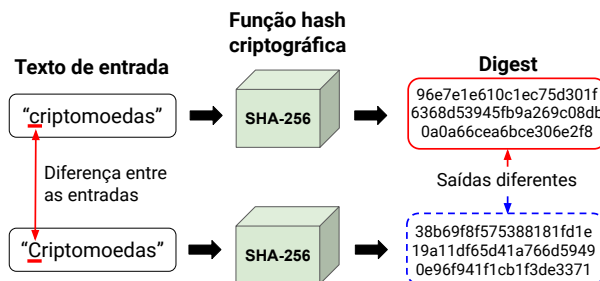 Função hash
criptográfica
Texto de entrada
Digest
“criptomoedas”
SHA-256
96e7e1e610c1ec75d301f
6368d53945fb9a269c08db
0a0a66cea6bce306e2f8
Diferença entre
as entradas
Saídas diferentes
“Criptomoedas”
SHA-256
38b69f8f575388181fd1e
19a11df65d41a766d5949
0e96f941f1cb1f3de3371